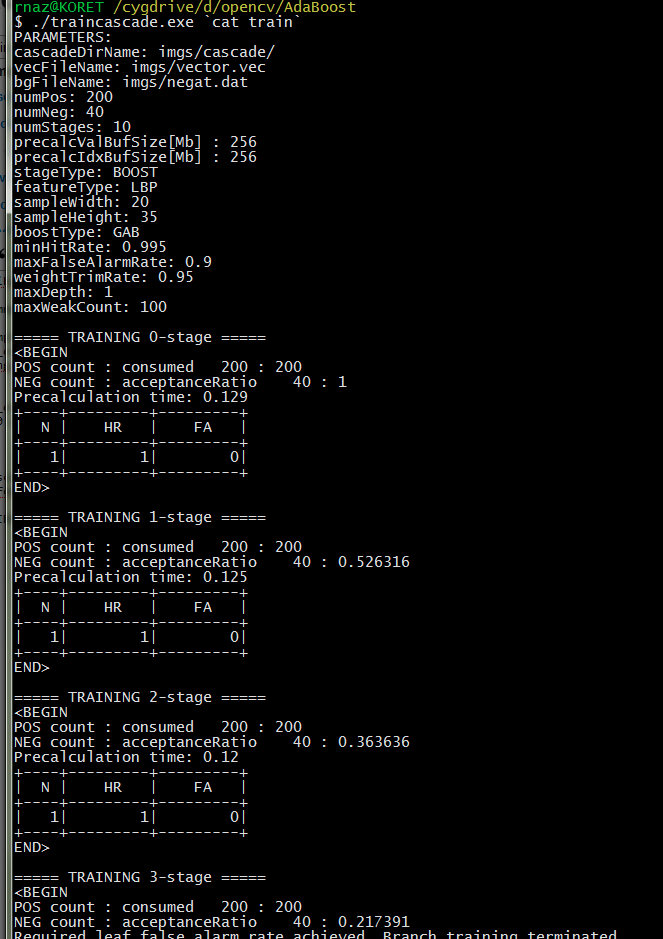 rnaz@KORET /cygdrive/d/opencv/AdaBoost
$ ./traincascade.exe `cat train`
PARAMETERS:
cascadeDirName: imgs/cascade/
vecFileName: imgs/vector.vec
bgFileName: imgs/negat.dat
numPos: 200
numNeg: 40
numStages: 10
precalcValBufSize[Mb] : 256
precalcIdxBufSize[Mb] : 256
stageType: BOOST
featureType: LBP
sampleWidth: 20
sampleHeight: 35
boostType: GAB
minHitRate: 0.995
maxFalseAlarmRate: 0.9
weightTrimRate: 0.95
maxDepth: 1
maxWeakCount: 100

===== TRAINING 0-stage =====
<BEGIN
POS count : consumed   200 : 200
NEG count : acceptanceRatio    40 : 1
Precalculation time: 0.129
+----+---------+---------+
|  N |    HR   |    FA   |
+----+---------+---------+
|   1|        1|        0|
+----+---------+---------+
END>

===== TRAINING 1-stage =====
<BEGIN
POS count : consumed   200 : 200
NEG count : acceptanceRatio    40 : 0.526316
Precalculation time: 0.125
+----+---------+---------+
|  N |    HR   |    FA   |
+----+---------+---------+
|   1|        1|        0|
+----+---------+---------+
END>

===== TRAINING 2-stage =====
<BEGIN
POS count : consumed   200 : 200
NEG count : acceptanceRatio    40 : 0.363636
Precalculation time: 0.12
+----+---------+---------+
|  N |    HR   |    FA   |
+----+---------+---------+
|   1|        1|        0|
+----+---------+---------+
END>

===== TRAINING 3-stage =====
<BEGIN
POS count : consumed   200 : 200
NEG count : acceptanceRatio    40 : 0.217391
Required leaf false alarm rate achieved. Branch training terminated.